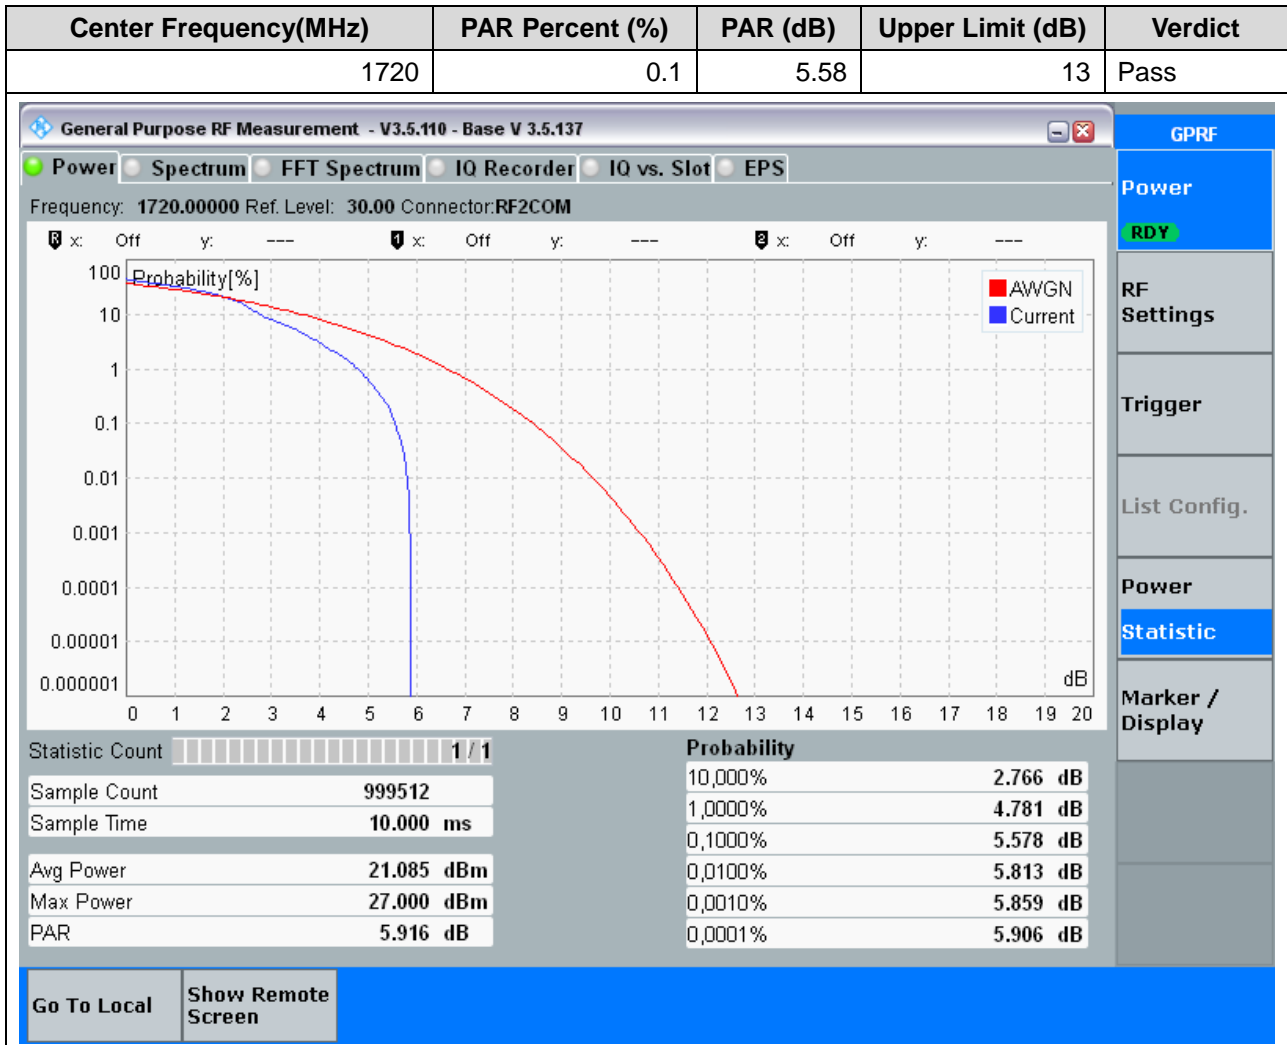 Center Frequency(MHz) PAR Percent (%) PAR (dB) Upper Limit (dB) Verdict
1720 0.1 5.58 13 Pass
General Purpose RF Measurement - V3.5.110 - Base V 3.5.137
GPRF
Power Spectrum FFT Spectrum IQ Recorder IQ vs. Slot EPS
Power
RDY
Frequency: 1720.00000 Ref. Level: 30.00 Connector:RF2COM
R x: Off y: --- 1 x: Off y: --- 2 x: Off y: ---
Probability[%]
100
10
1
0.1
0.01
0.001
0.0001
0.00001
0.000001
AWGN
Current
dB
0 1 2 3 4 5 6 7 8 9 10 11 12 13 14 15 16 17 18 19 20
RF
Settings
Trigger
List Config.
Power
Statistic
Marker /
Display
Statistic Count 1 / 1
Sample Count 999512
Sample Time 10.000 ms
Avg Power 21.085 dBm
Max Power 27.000 dBm
PAR 5.916 dB
Probability
10,000% 2.766 dB
1,0000% 4.781 dB
0,1000% 5.578 dB
0,0100% 5.813 dB
0,0010% 5.859 dB
0,0001% 5.906 dB
Go To Local
Show Remote
Screen